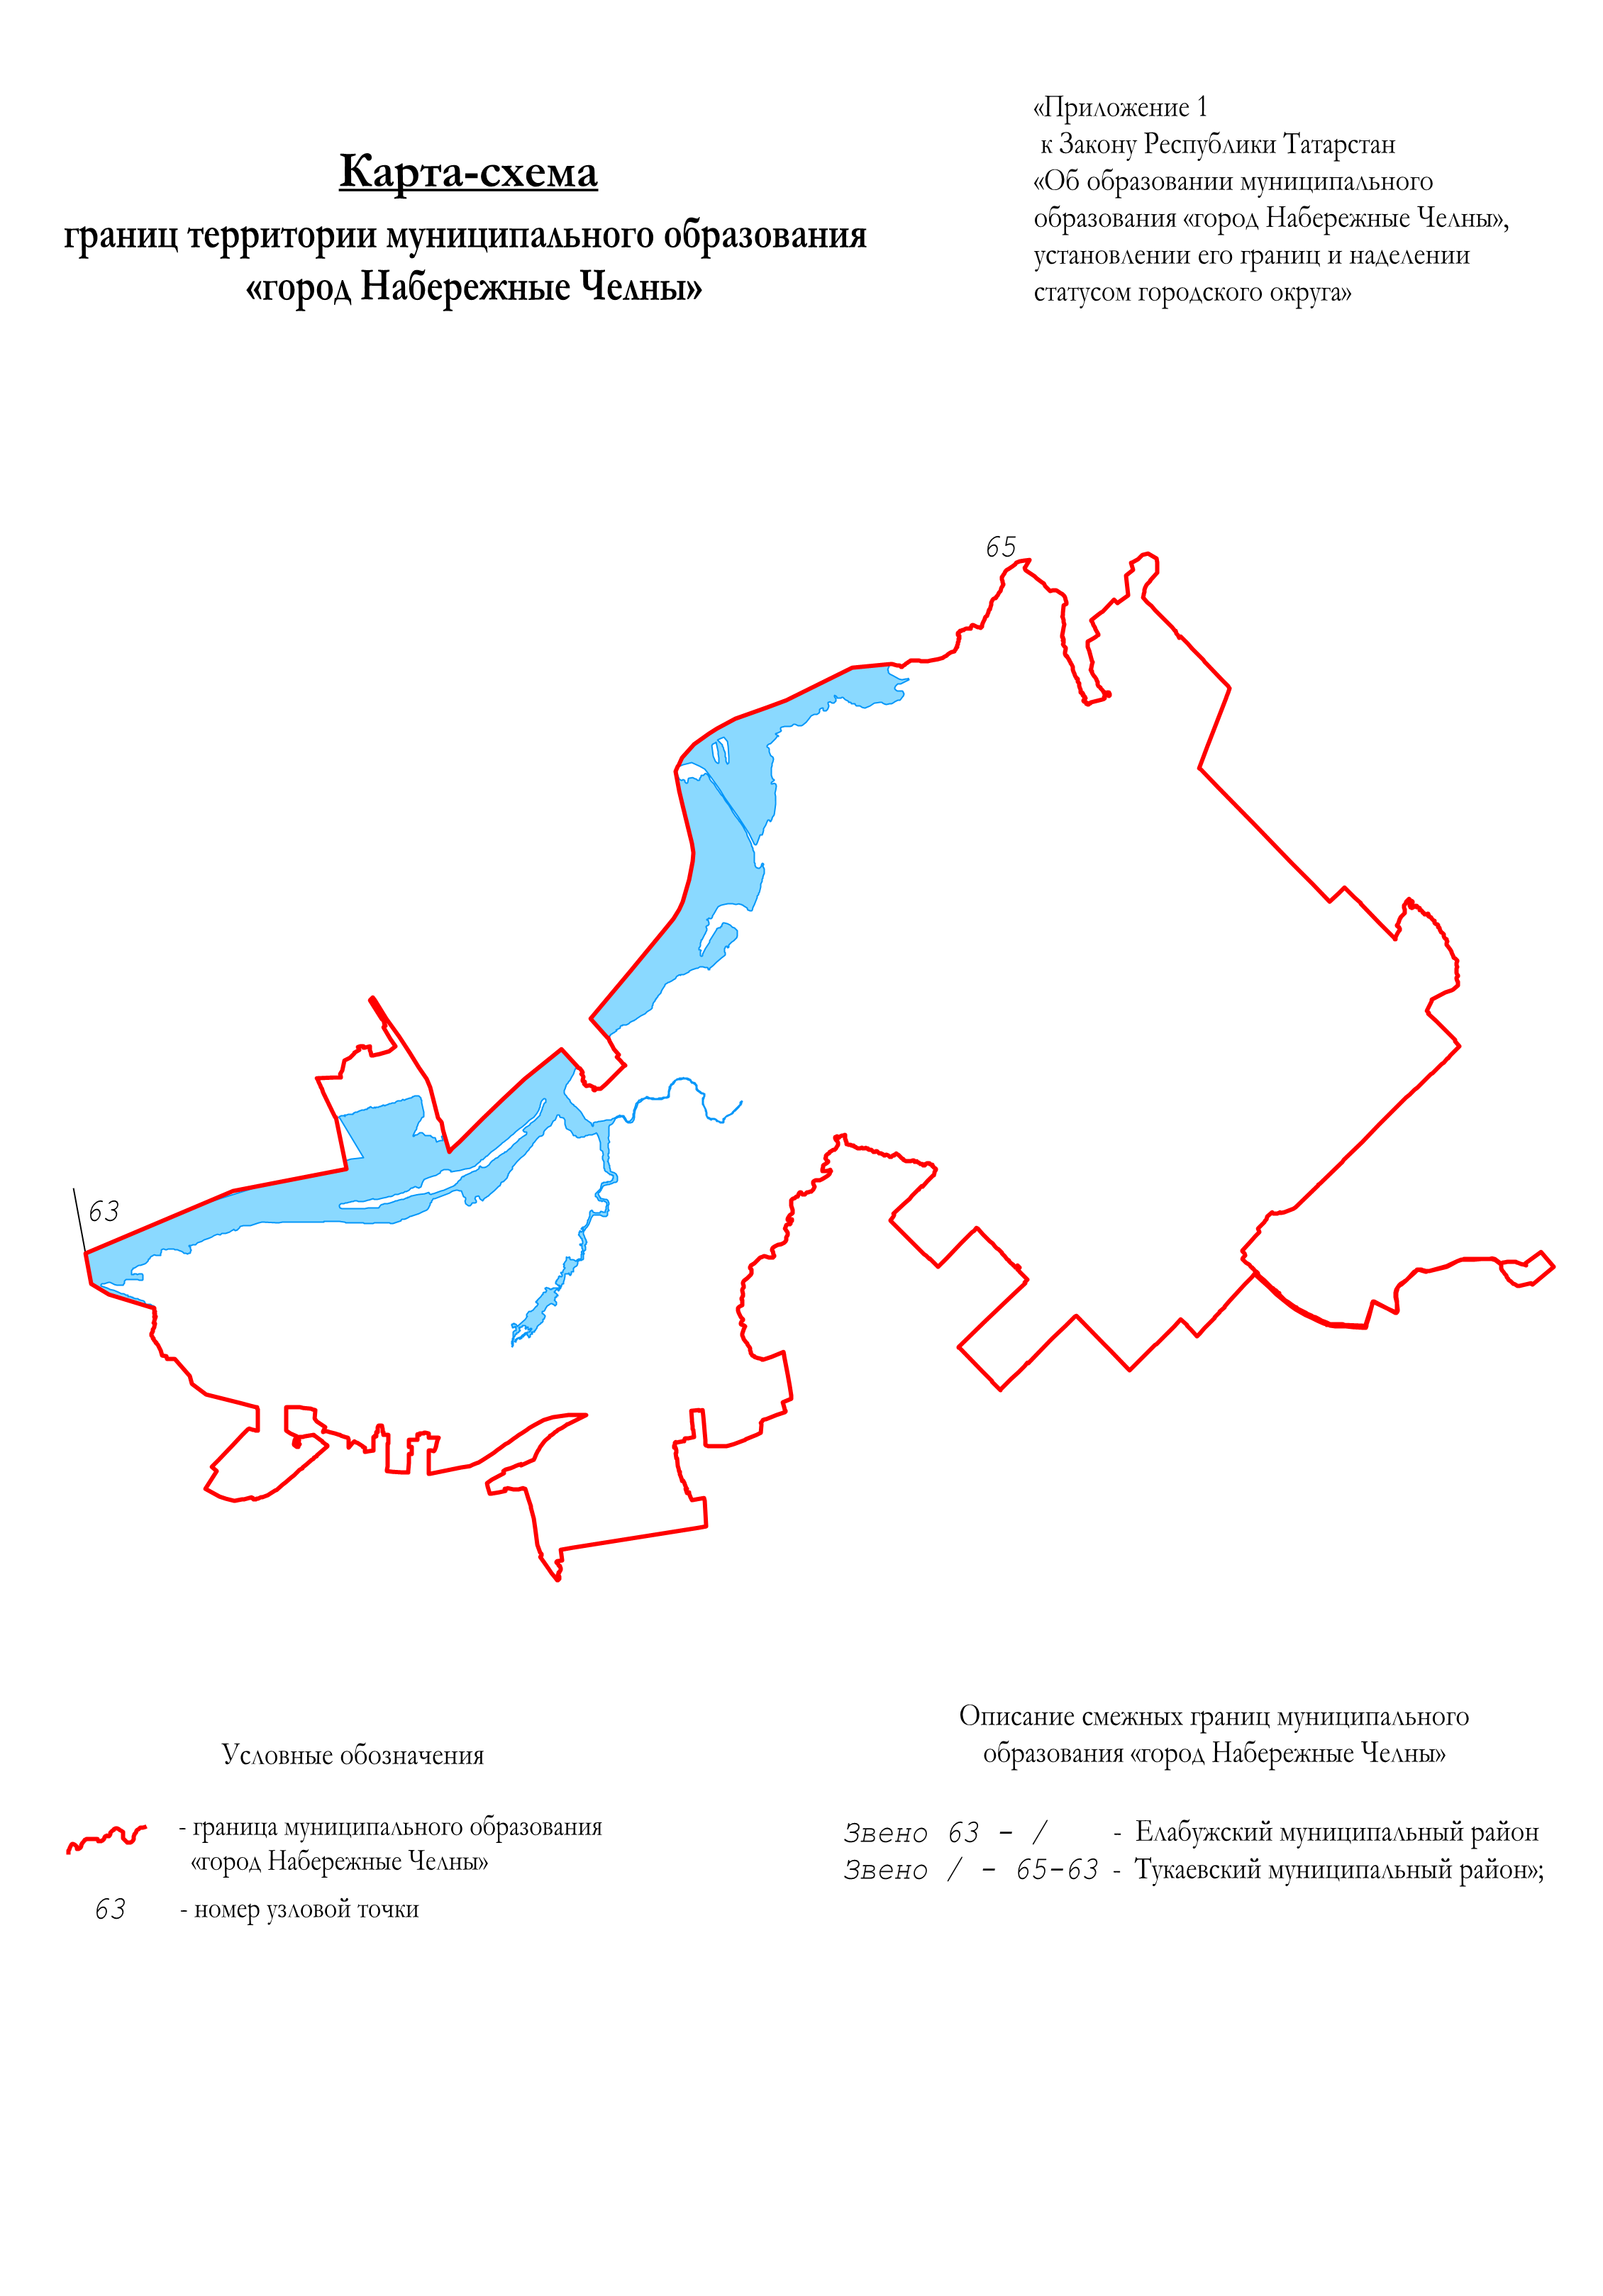 «Приложение 1
к Закону Республики Татарстан
«Об образовании муниципального
образования «город Набережные Челны»,
установлении его границ и наделении
статусом городского округа»
Карта-схема
границ территории муниципального образования
«город Набережные Челны»
65
63
Условные обозначения
- граница муниципального образования
«город Набережные Челны»
63 - номер узловой точки
Описание смежных границ муниципального
образования «город Набережные Челны»
Звено 63 - / - Елабужский муниципальный район
Звено / - 65-63 - Тукаевский муниципальный район»;